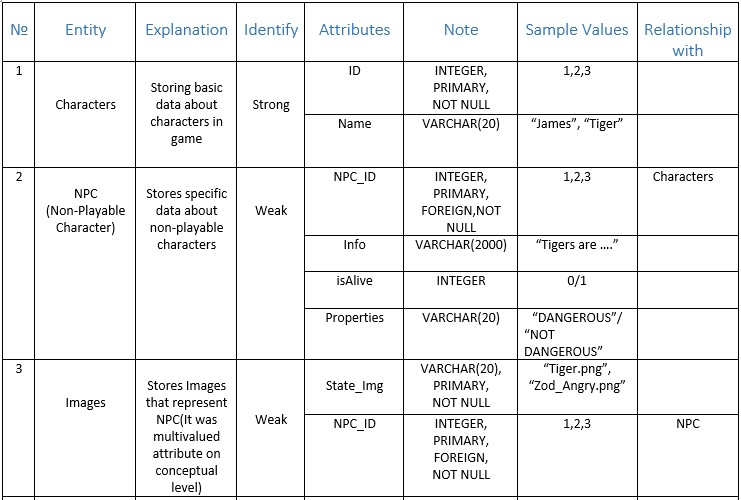 № Entity Explanation Identify Attributes Note Sample Values Relationship with
1
Characters
Storing basic
data about
characters in
game
Strong
ID
INTEGER,
PRIMARY,
NOT NULL
1,2,3
Name
VARCHAR(20)
“James”, “Tiger”
2
NPC
(Non-Playable
Character)
Stores specific
data about
non-playable
characters
Weak
NPC_ID
INTEGER,
PRIMARY,
FOREIGN,NOT
NULL
1,2,3
Characters
Info
VARCHAR(2000)
“Tigers are ….”
isAlive
INTEGER
0/1
Properties
VARCHAR(20)
“DANGEROUS”/
“NOT
DANGEROUS”
3
Images
Stores Images
that represent
NPC(It was
multivalued
attribute on
conceptual
level)
Weak
State_Img
VARCHAR(20),
PRIMARY,
NOT NULL
“Tiger.png”,
“Zod_Angry.png”
NPC_ID
INTEGER,
PRIMARY,
FOREIGN,
NOT NULL
1,2,3
NPC